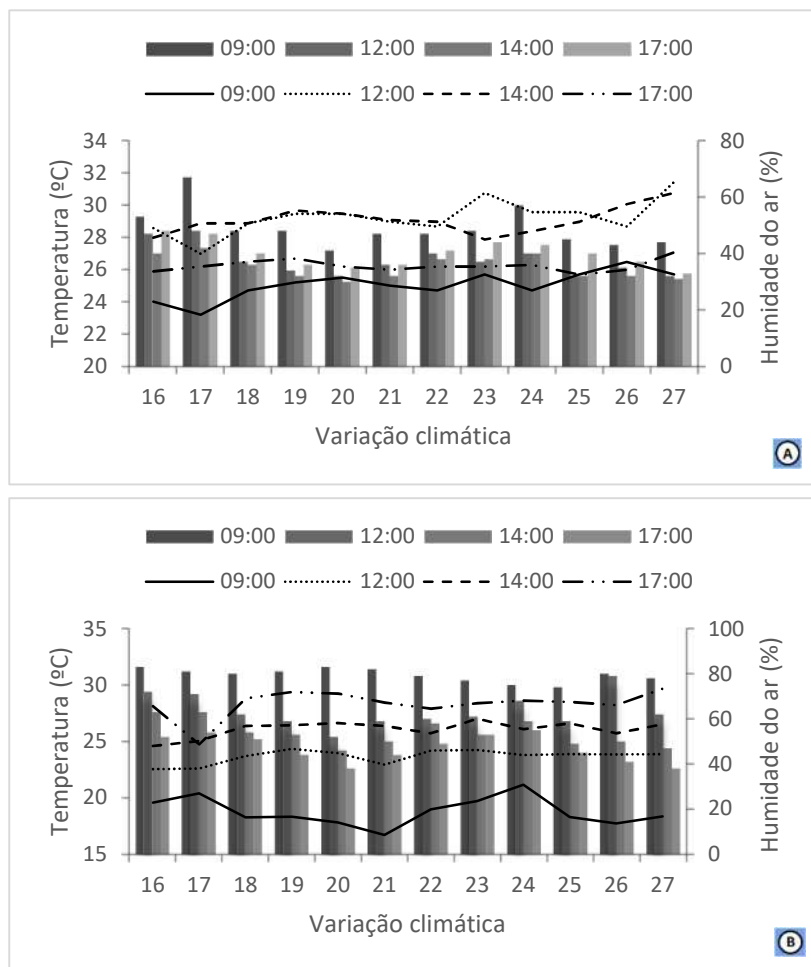 09:00 12:00 14:00 17:00
09:00 12:00 14:00 17:00
Temperatura (ºC)
34
32
30
28
26
24
22
20
80
60
40
20
0
Humidade do ar (%)
16 17 18 19 20 21 22 23 24 25 26 27
Variação climática
A
09:00 12:00 14:00 17:00
09:00 12:00 14:00 17:00
Temperatura (ºC)
35
30
25
20
15
100
80
60
40
20
0
Humidade do ar (%)
16 17 18 19 20 21 22 23 24 25 26 27
Variação climática
B